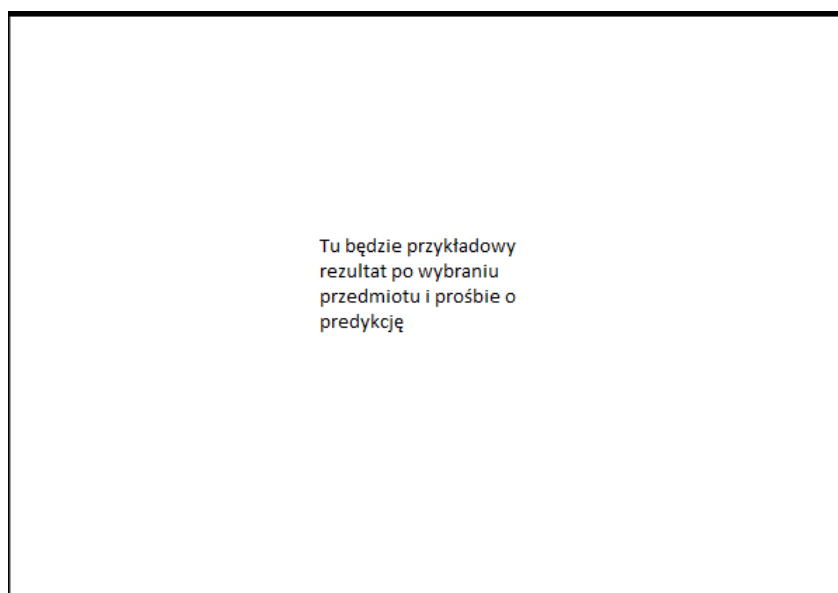 Tu będzie przykładowy
rezultat po wybraniu
przedmiotu i prośbie o
predykcję